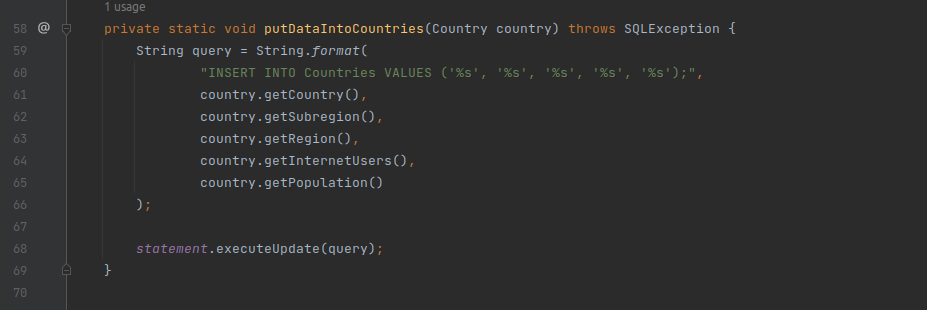 1 usage
58 @ private static void putDataIntoCountries(Country country) throws SQLException {
59 String query = String.format(
60 "INSERT INTO Countries VALUES ('%s', '%s', '%s', '%s', '%s');",
61 country.getCountry(),
62 country.getSubregion(),
63 country.getRegion(),
64 country.getInternetUsers(),
65 country.getPopulation()
66 );
67
68 statement.executeUpdate(query);
69 }
70